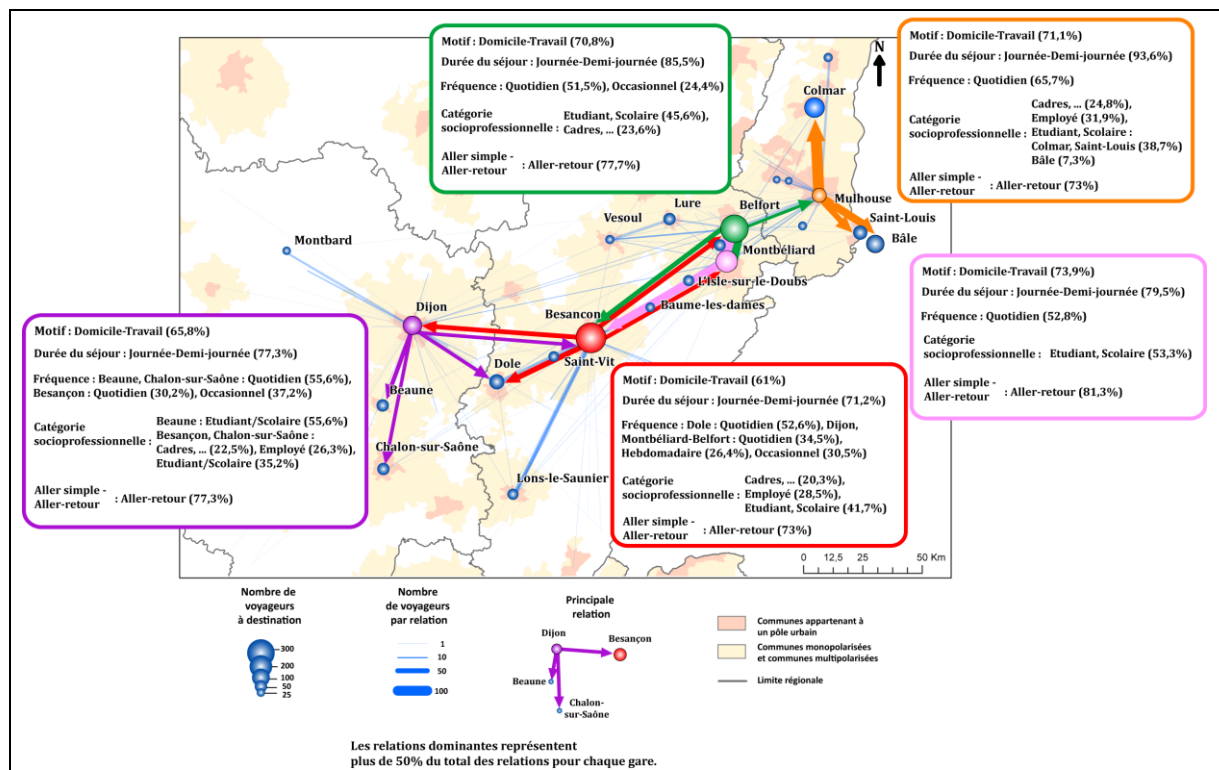 Motif : Domicile-Travail (70,8%)
Durée du séjour : Journée-Demi-journée (85,5%)
Fréquence : Quotidien (51,5%), Occasionnel (24,4%)
Catégorie
socioprofessionnelle :
Etudiant, Scolaire (45,6%),
Cadres, ... (23,6%)
Aller simple -
Aller-retour
: Aller-retour (77,7%)
Motif : Domicile-Travail (71,1%)
Durée du séjour : Journée-Demi-journée (93,6%)
Fréquence : Quotidien (65,7%)
Catégorie
socioprofessionnelle :
Cadres, ... (24,8%)
Employé (31,9%)
Etudiant, Scolaire :
Colmar, Saint-Louis (38,7%)
Bâle (7,3%)
Aller simple -
Aller-retour
: Aller-retour (73%)
N
Colmar
Mulhouse
Saint-Louis
Bâle
Belfort
Lure
Vesoul
Montbéliard
L'Isle-sur-le-Doubs
Baume-les-dames
Montbard
Dijon
Besançon
Saint-Vit
Dole
Beaune
Chalon-sur-Saône
Lons-le-Saunier
Motif : Domicile-Travail (73,9%)
Durée du séjour : Journée-Demi-journée (79,5%)
Fréquence : Quotidien (52,8%)
Catégorie
socioprofessionnelle : Etudiant, Scolaire (53,3%)
Aller simple -
Aller-retour
: Aller-retour (81,3%)
Motif : Domicile-Travail (65,8%)
Durée du séjour : Journée-Demi-journée (77,3%)
Fréquence : Beaune, Chalon-sur-Saône : Quotidien (55,6%)
Besançon : Quotidien (30,2%), Occasionnel (37,2%)
Catégorie
socioprofessionnelle :
Beaune : Etudiant/Scolaire (55,6%)
Besançon, Chalon-sur-Saône :
Cadres, ... (22,5%), Employé (26,3%),
Etudiant/Scolaire (35,2%)
Aller simple -
Aller-retour
: Aller-retour (77,3%)
Motif : Domicile-Travail (61%)
Durée du séjour : Journée-Demi-journée (71,2%)
Fréquence : Dole : Quotidien (52,6%), Dijon,
Montbéliard-Belfort : Quotidien (34,5%),
Hebdomadaire (26,4%), Occasionnel (30,5%)
Catégorie
socioprofessionnelle :
Cadres, ... (20,3%),
Employé (28,5%),
Etudiant, Scolaire (41,7%)
Aller simple -
Aller-retour
: Aller-retour (73%)
0 12,5 25 50 Km
Nombre de
voyageurs
à destination
300
200
100
50
25
Nombre
de voyageurs
par relation
1
10
50
100
Principale
relation
Dijon
Besançon
Beaune
Chalon-
sur-Saône
Communes appartenant à
un pôle urbain
Communes monopolarisées
et communes multipolarisées
Limite régionale
Les relations dominantes représentent
plus de 50% du total des relations pour chaque gare.